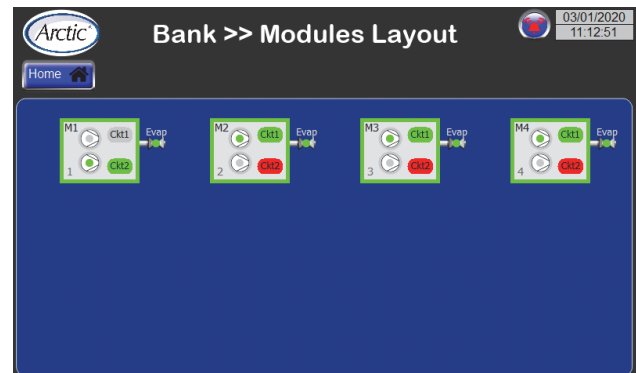 Arctic
Bank >> Modules Layout
03/01/2020
11:12:51
Home
M1 Ckt1 Evap
1 Ckt2
M2 Ckt1 Evap
2 Ckt2
M3 Ckt1 Evap
3 Ckt2
M4 Ckt1 Evap
4 Ckt2